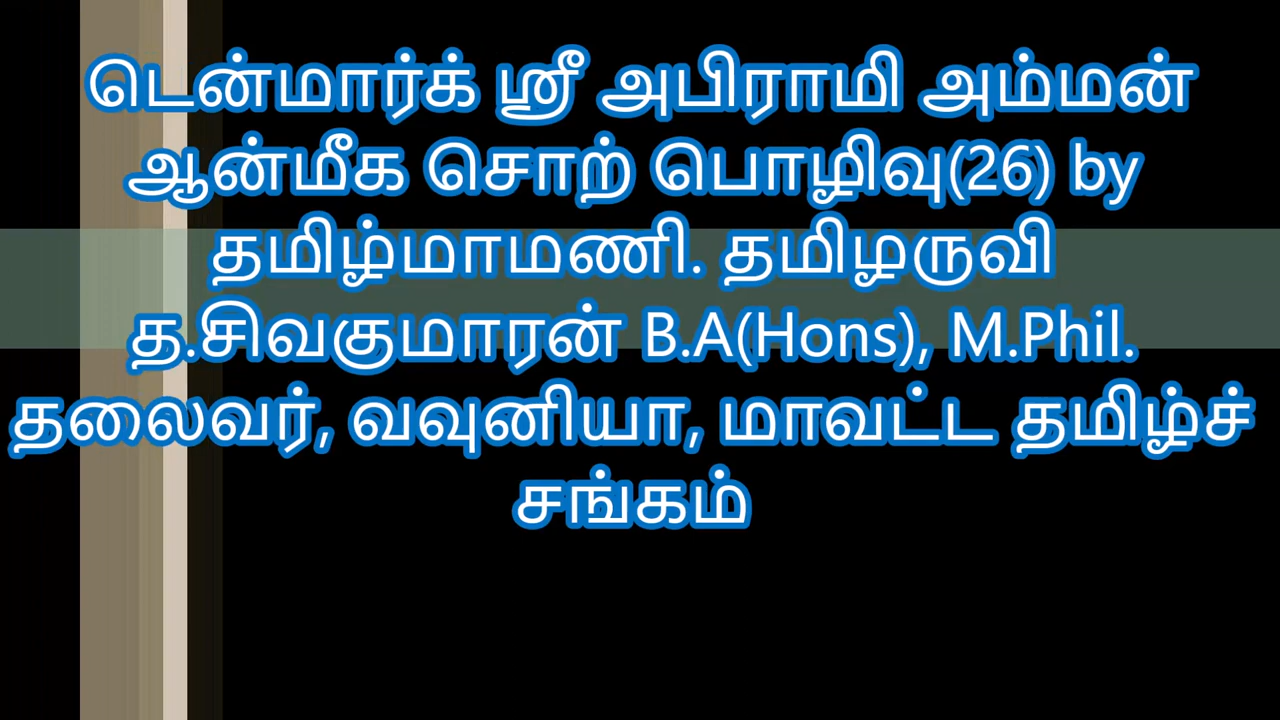 டென்மார்க் ஸ்ரீ அபிராமி அம்மன்
ஆன்மீக சொற் பொழிவு(26) by
தமிழ்மாமணி. தமிழருவி
த.சிவகுமாரன் B.A(Hons), M.Phil.
தலைவர், வவுனியா, மாவட்ட தமிழ்ச்
சங்கம்